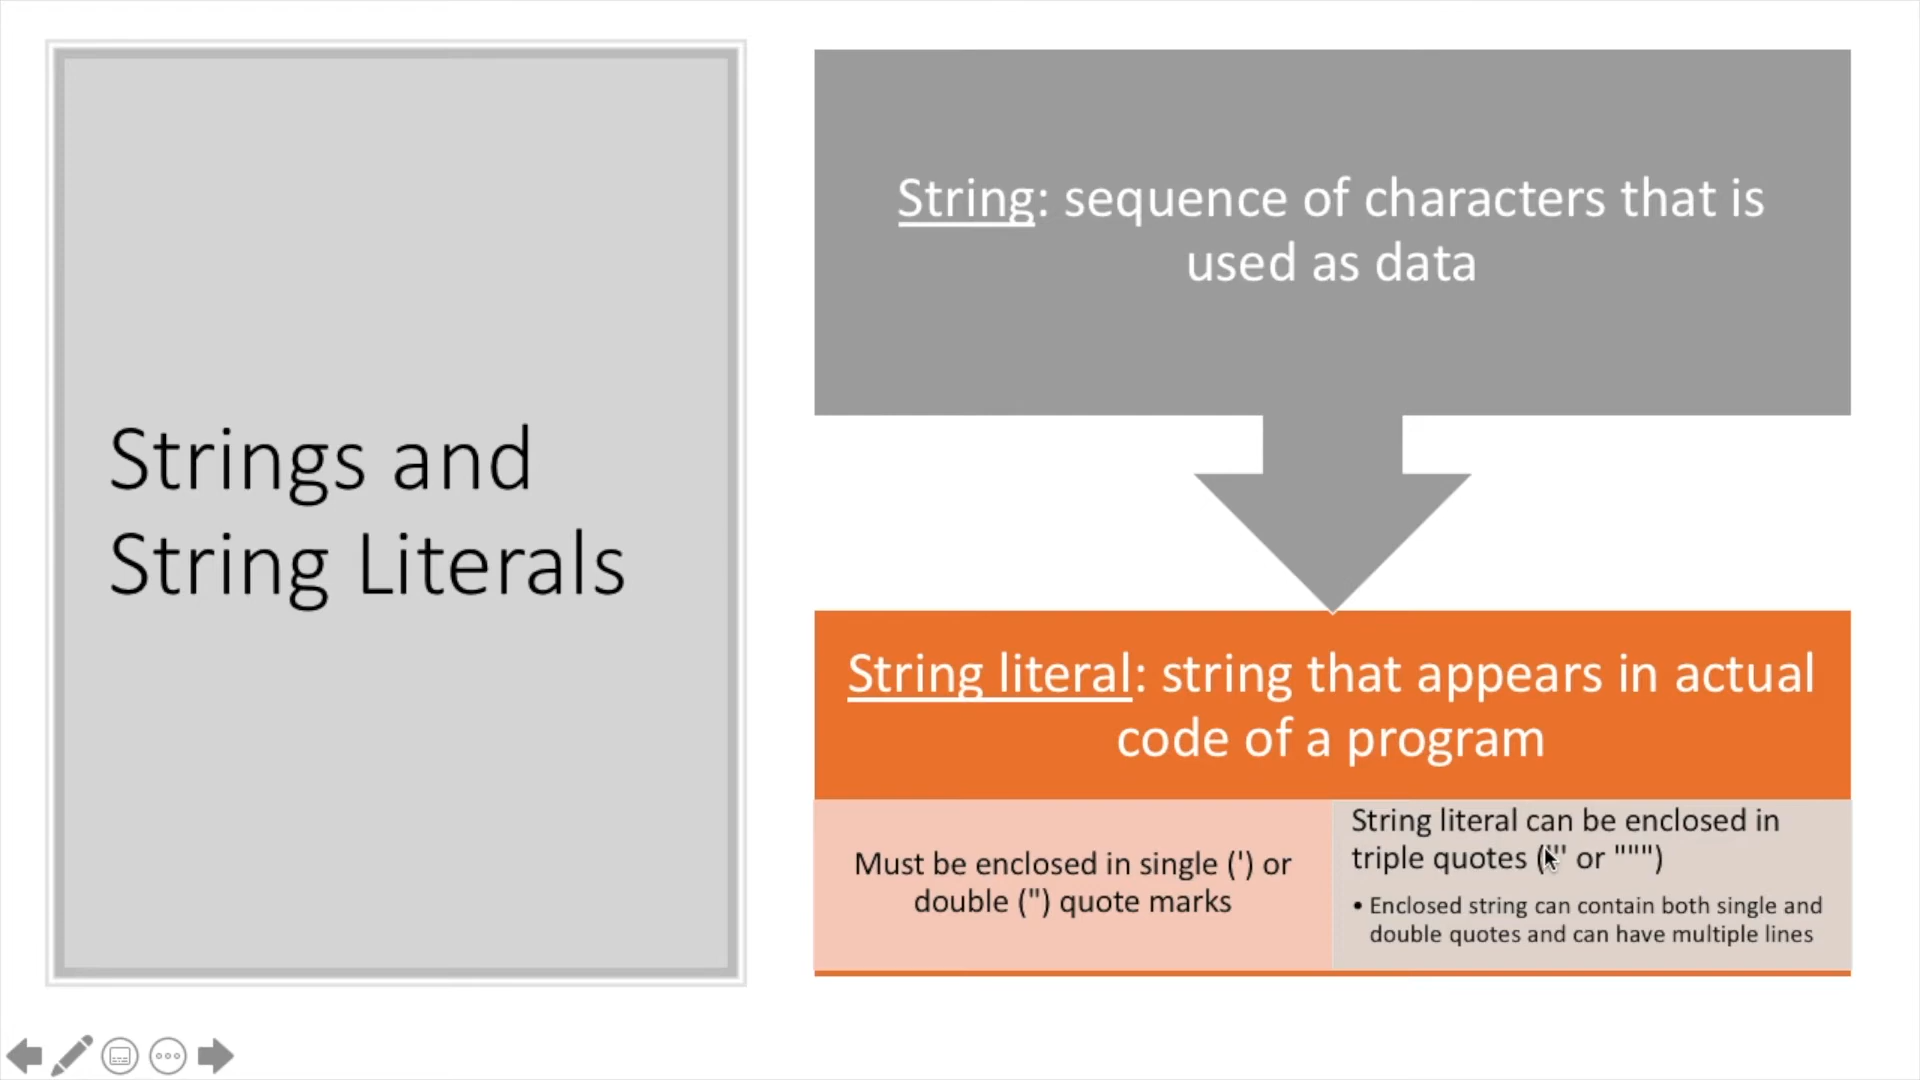 Strings and
String Literals
String: sequence of characters that is
used as data
String literal: string that appears in actual
code of a program
Must be enclosed in single (') or
double (") quote marks
String literal can be enclosed in
triple quotes (''' or """)
• Enclosed string can contain both single and
double quotes and can have multiple lines